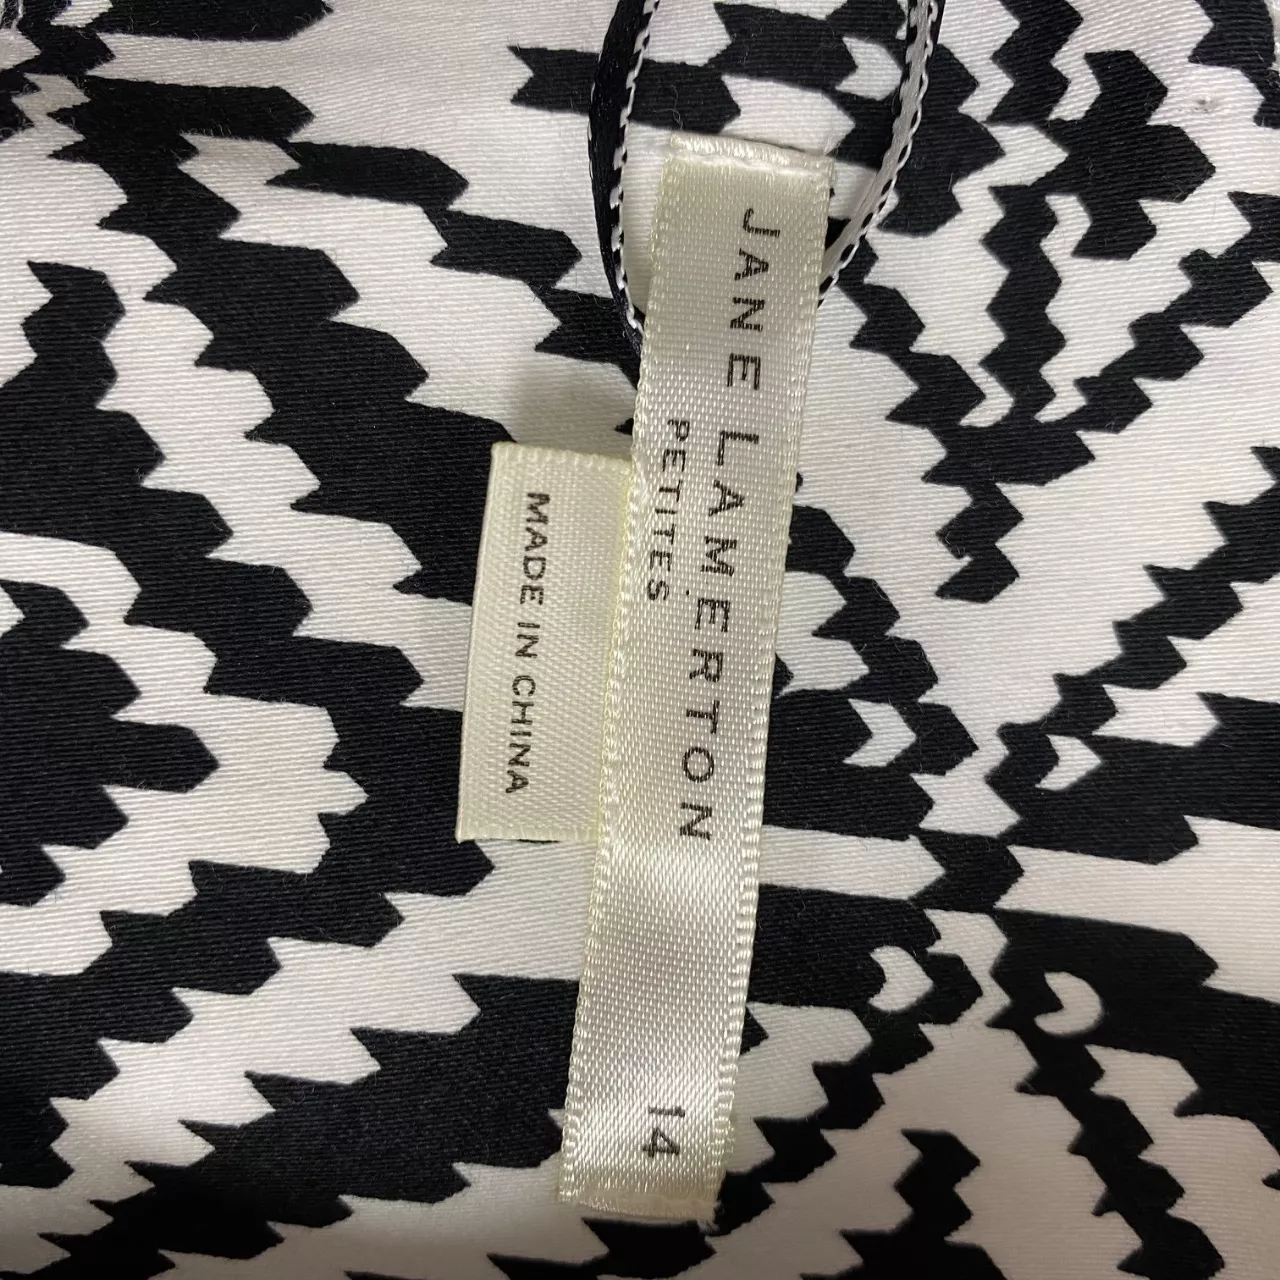 JANE LAMERTON
PETITES
14
MADE IN CHINA